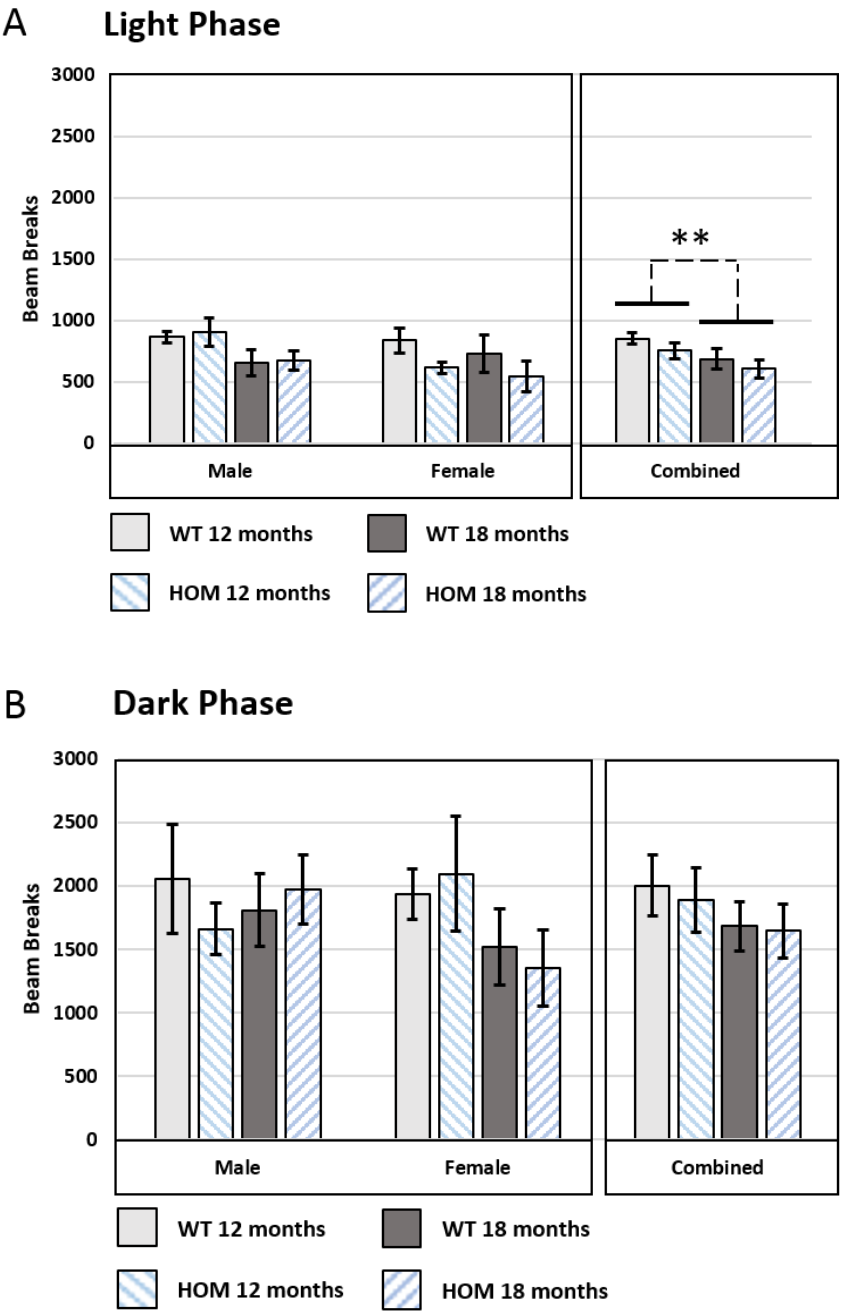 A
Light Phase
3000
2500
2000
1500
1000
500
0
Beam Breaks
**
Male
Female
Combined
WT 12 months
WT 18 months
HOM 12 months
HOM 18 months
B
Dark Phase
3000
2500
2000
1500
1000
500
0
Beam Breaks
Male
Female
Combined
WT 12 months
WT 18 months
HOM 12 months
HOM 18 months